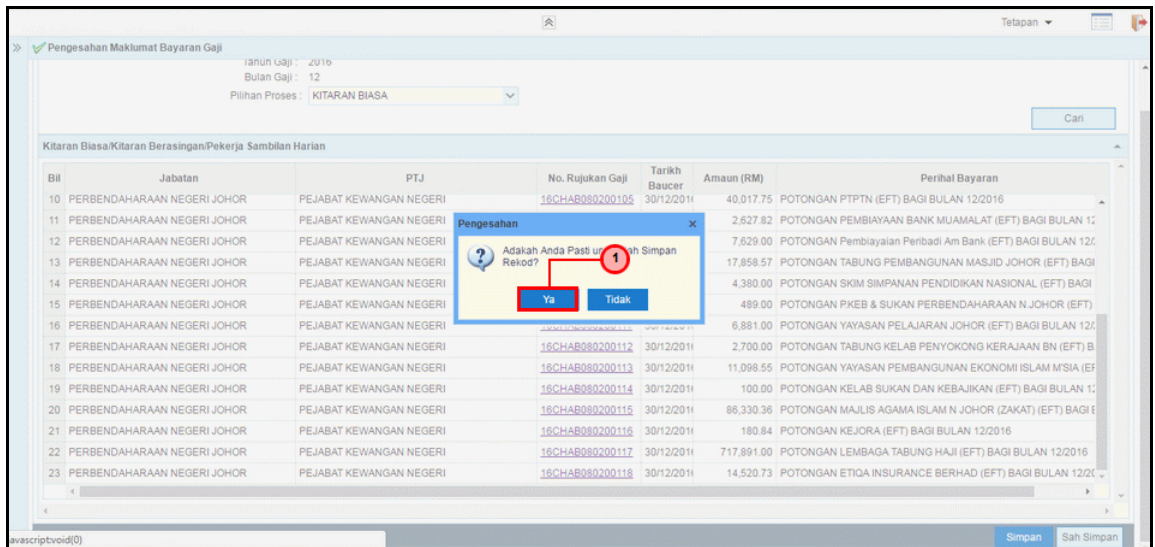 Tetapan
Pengesahan Maklumat Bayaran Gaji
Tahun Gaji : 2016
Bulan Gaji : 12
Pilihan Proses : KITARAN BIASA
Cari
Kitaran Biasa/Kitaran Berasingan/Pekerja Sambilan Harian
Bil Jabatan PTJ No. Rujukan Gaji Tarikh Baucer Amaun (RM) Perihal Bayaran
10 PERBENDAHARAAN NEGERI JOHOR PEJABAT KEWANGAN NEGERI 16CHAB080200105 30/12/201 40,017.75 POTONGAN PTPTN (EFT) BAGI BULAN 12/2016
11 PERBENDAHARAAN NEGERI JOHOR PEJABAT KEWANGAN NEGERI 2,627.82 POTONGAN PEMBIAYAAN BANK MUAMALAT (EFT) BAGI BULAN 12
12 PERBENDAHARAAN NEGERI JOHOR PEJABAT KEWANGAN NEGERI 7,629.00 POTONGAN Pembiayaian Peribadi Am Bank (EFT) BAGI BULAN 12/
13 PERBENDAHARAAN NEGERI JOHOR PEJABAT KEWANGAN NEGERI 17,858.57 POTONGAN TABUNG PEMBANGUNAN MASJID JOHOR (EFT) BAGI
14 PERBENDAHARAAN NEGERI JOHOR PEJABAT KEWANGAN NEGERI 4,380.00 POTONGAN SKIM SIMPANAN PENDIDIKAN NASIONAL (EFT) BAGI
15 PERBENDAHARAAN NEGERI JOHOR PEJABAT KEWANGAN NEGERI 489.00 POTONGAN P.KEB & SUKAN PERBENDAHARAAN N.JOHOR (EFT)
16 PERBENDAHARAAN NEGERI JOHOR PEJABAT KEWANGAN NEGERI 6,881.00 POTONGAN YAYASAN PELAJARAN JOHOR (EFT) BAGI BULAN 12/
17 PERBENDAHARAAN NEGERI JOHOR PEJABAT KEWANGAN NEGERI 16CHAB080200112 30/12/201 2,700.00 POTONGAN TABUNG KELAB PENYOKONG KERAJAAN BN (EFT) B
18 PERBENDAHARAAN NEGERI JOHOR PEJABAT KEWANGAN NEGERI 16CHAB080200113 30/12/201 11,098.55 POTONGAN YAYASAN PEMBANGUNAN EKONOMI ISLAM M'SIA (EF
19 PERBENDAHARAAN NEGERI JOHOR PEJABAT KEWANGAN NEGERI 16CHAB080200114 30/12/201 100.00 POTONGAN KELAB SUKAN DAN KEBAJIKAN (EFT) BAGI BULAN 12
20 PERBENDAHARAAN NEGERI JOHOR PEJABAT KEWANGAN NEGERI 16CHAB080200115 30/12/201 86,330.36 POTONGAN MAJLIS AGAMA ISLAM N JOHOR (ZAKAT) (EFT) BAGI
21 PERBENDAHARAAN NEGERI JOHOR PEJABAT KEWANGAN NEGERI 16CHAB080200116 30/12/201 180.84 POTONGAN KEJORA (EFT) BAGI BULAN 12/2016
22 PERBENDAHARAAN NEGERI JOHOR PEJABAT KEWANGAN NEGERI 16CHAB080200117 30/12/201 717,891.00 POTONGAN LEMBAGA TABUNG HAJI (EFT) BAGI BULAN 12/2016
23 PERBENDAHARAAN NEGERI JOHOR PEJABAT KEWANGAN NEGERI 16CHAB080200118 30/12/201 14,520.73 POTONGAN ETIQA INSURANCE BERHAD (EFT) BAGI BULAN 12/20
Pengesahan
Adakah Anda Pasti Simpan
Rekod?
1
Ya Tidak
avascript:void(0)
Simpan Sah Simpan